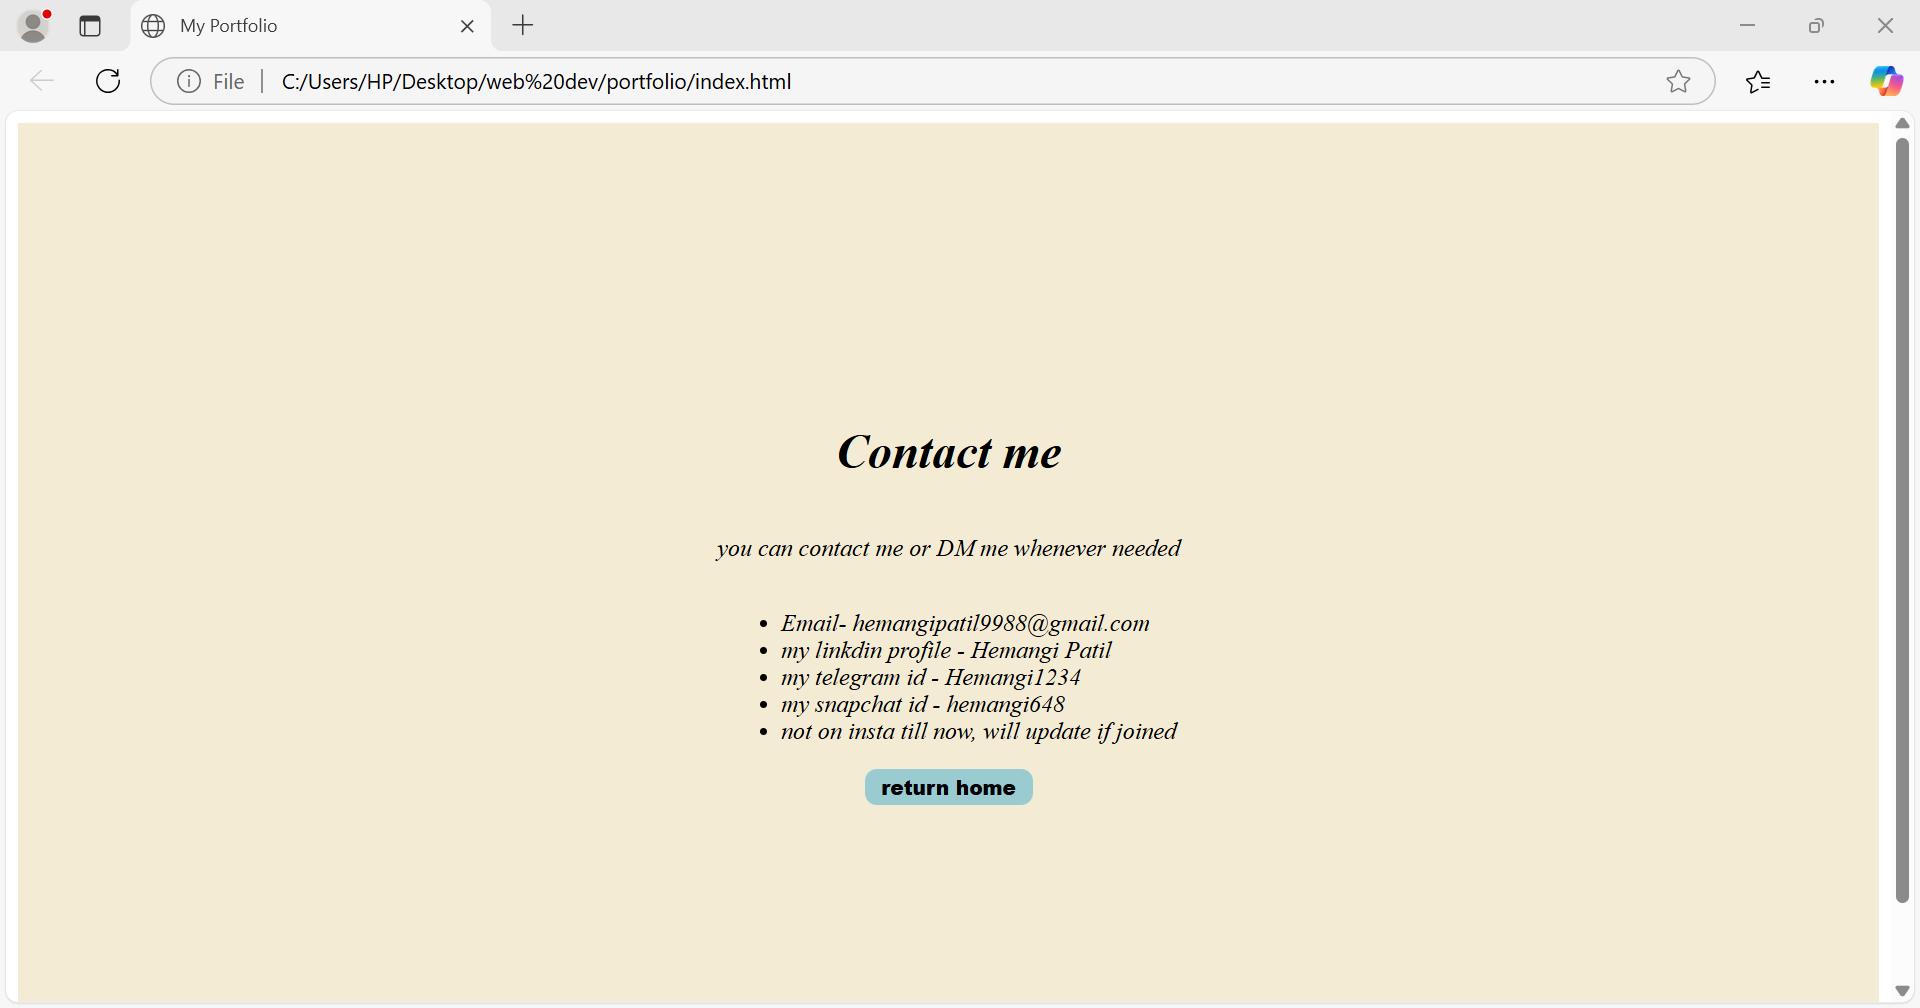 My Portfolio
File C:/Users/HP/Desktop/web%20dev/portfolio/index.html
Contact me
you can contact me or DM me whenever needed
• Email- hemangipatil9988@gmail.com
• my linkdin profile - Hemangi Patil
• my telegram id - Hemangi1234
• my snapchat id - hemangi648
• not on insta till now, will update if joined
return home